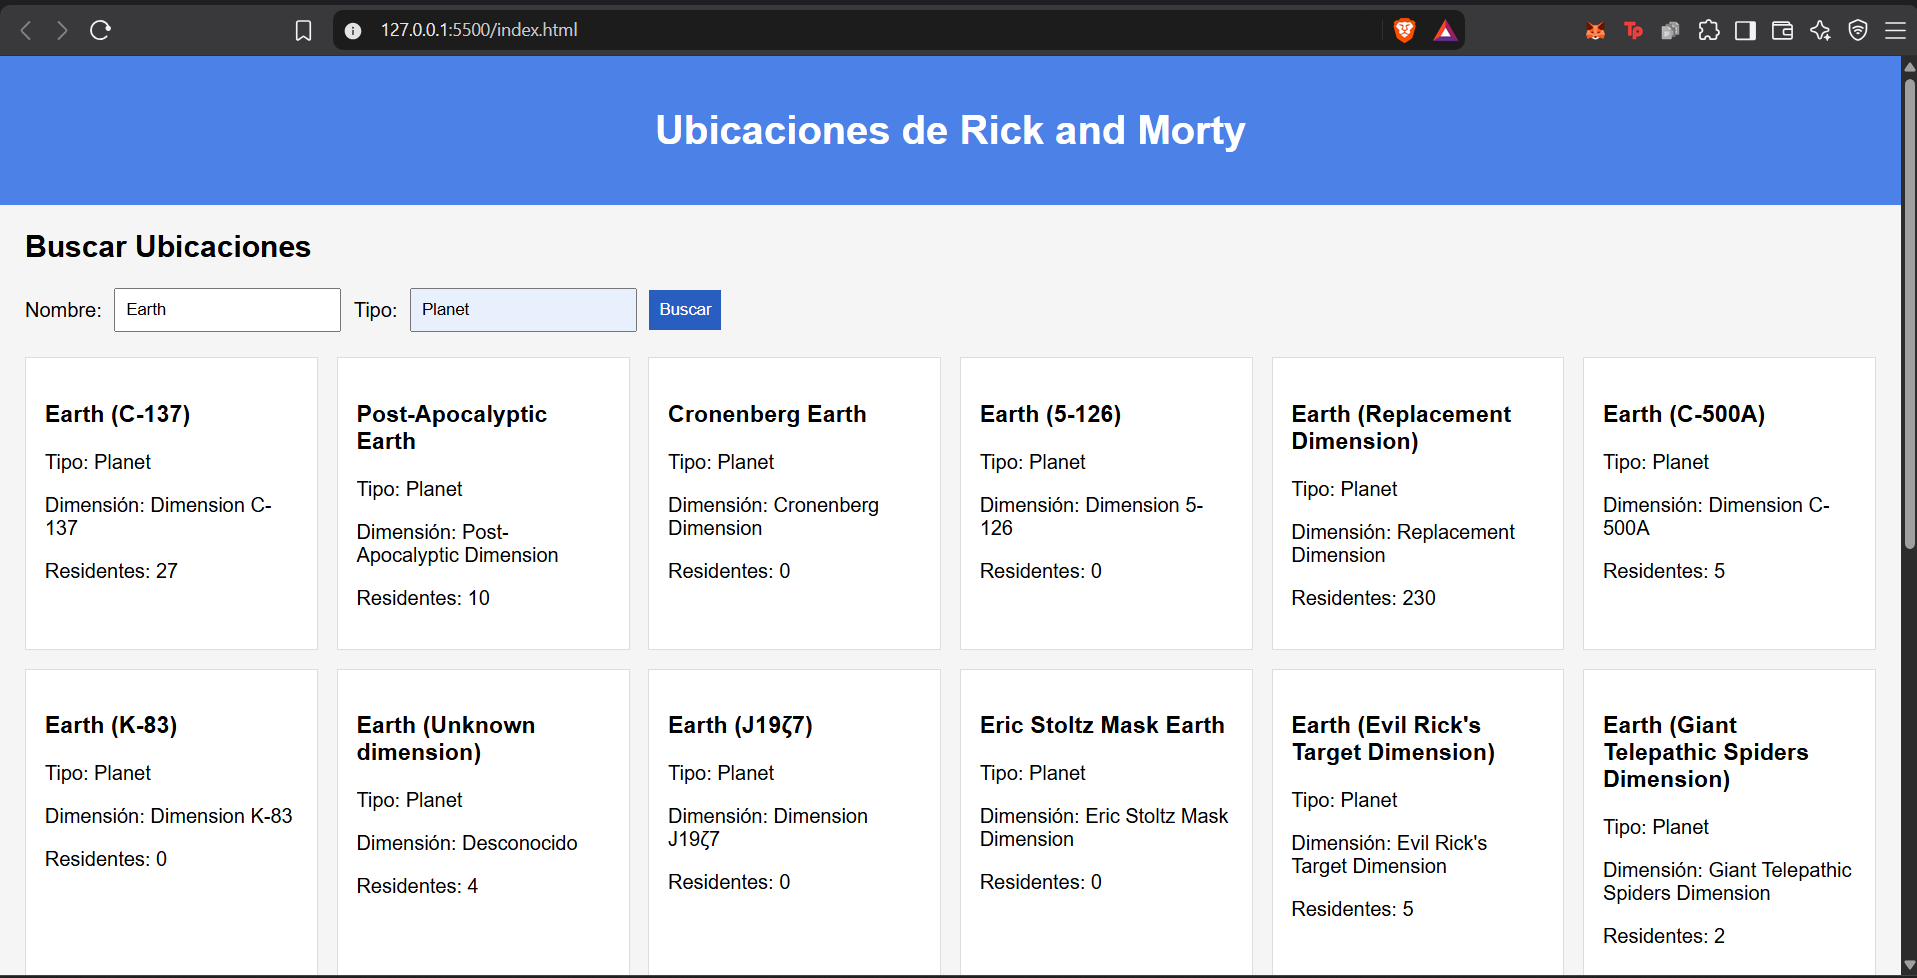 127.0.0.1:5500/index.html
Tp
Ubicaciones de Rick and Morty
Buscar Ubicaciones
Nombre: Earth Tipo: Planet Buscar
Earth (C-137)
Tipo: Planet
Dimensión: Dimension C-
137
Residentes: 27
Post-Apocalyptic
Earth
Tipo: Planet
Dimensión: Post-
Apocalyptic Dimension
Residentes: 10
Cronenberg Earth
Tipo: Planet
Dimensión: Cronenberg
Dimension
Residentes: 0
Earth (5-126)
Tipo: Planet
Dimensión: Dimension 5-
126
Residentes: 0
Earth (Replacement
Dimension)
Tipo: Planet
Dimensión: Replacement
Dimension
Residentes: 230
Earth (C-500A)
Tipo: Planet
Dimensión: Dimension C-
500A
Residentes: 5
Earth (K-83)
Tipo: Planet
Dimensión: Dimension K-83
Residentes: 0
Earth (Unknown
dimension)
Tipo: Planet
Dimensión: Desconocido
Residentes: 4
Earth (J19ζ7)
Tipo: Planet
Dimensión: Dimension
J19ζ7
Residentes: 0
Eric Stoltz Mask Earth
Tipo: Planet
Dimensión: Eric Stoltz Mask
Dimension
Residentes: 0
Earth (Evil Rick's
Target Dimension)
Tipo: Planet
Dimensión: Evil Rick's
Target Dimension
Residentes: 5
Earth (Giant
Telepathic Spiders
Dimension)
Tipo: Planet
Dimensión: Giant Telepathic
Spiders Dimension
Residentes: 2